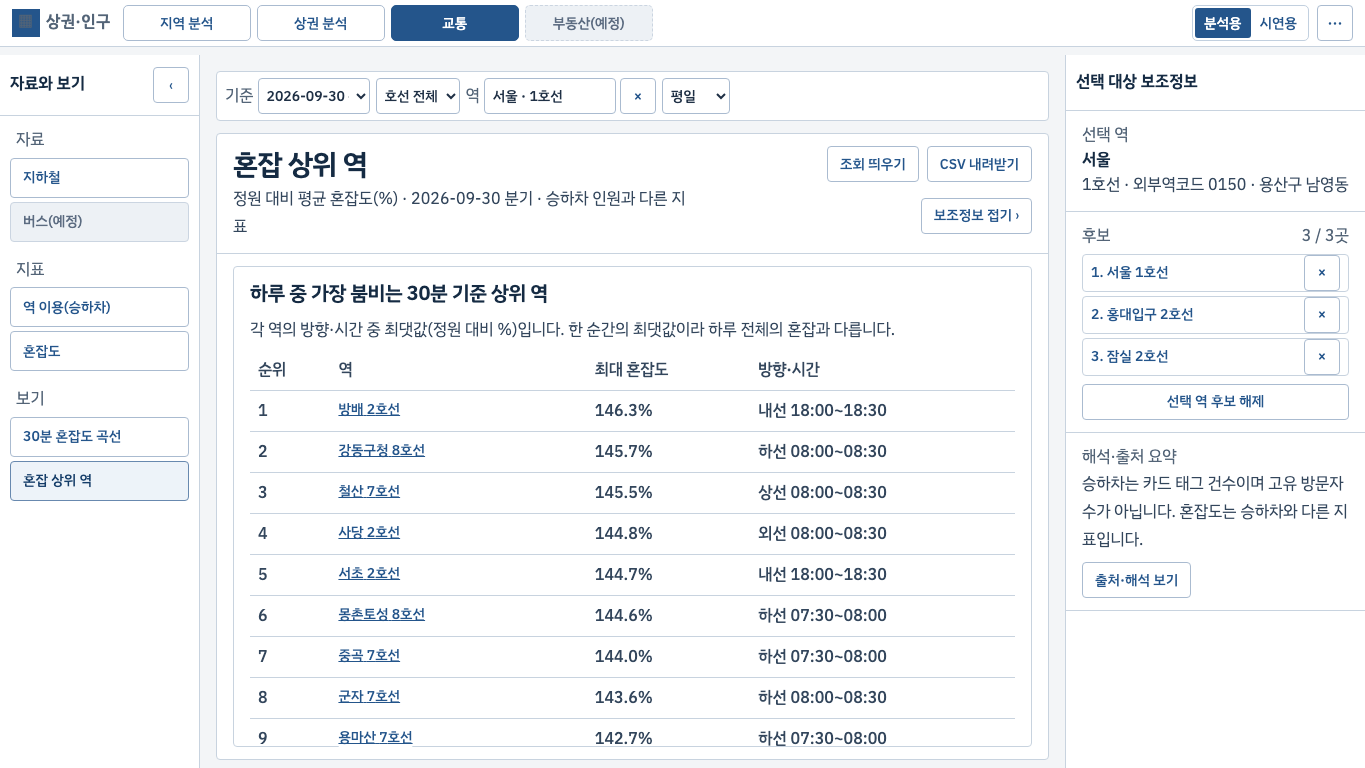 상권·인구
지역 분석
상권 분석
교통
부동산(예정)
분석용
시연용
···
자료와 보기
‹
자료
지하철
버스(예정)
지표
역 이용(승하차)
혼잡도
보기
30분 혼잡도 곡선
혼잡 상위 역
기준 2026-09-30 호선 전체 역 서울 · 1호선 × 평일
혼잡 상위 역
조회 띄우기
CSV 내려받기
정원 대비 평균 혼잡도(%) · 2026-09-30 분기 · 승하차 인원과 다른 지
표
보조정보 접기 ›
하루 중 가장 붐비는 30분 기준 상위 역
각 역의 방향·시간 중 최댓값(정원 대비 %)입니다. 한 순간의 최댓값이라 하루 전체의 혼잡과 다릅니다.
순위 역 최대 혼잡도 방향·시간
1 방배 2호선 146.3% 내선 18:00~18:30
2 강동구청 8호선 145.7% 하선 08:00~08:30
3 철산 7호선 145.5% 상선 08:00~08:30
4 사당 2호선 144.8% 외선 08:00~08:30
5 서초 2호선 144.7% 내선 18:00~18:30
6 몽촌토성 8호선 144.6% 하선 07:30~08:00
7 중곡 7호선 144.0% 하선 07:30~08:00
8 군자 7호선 143.6% 하선 08:00~08:30
9 용마산 7호선 142.7% 하선 07:30~08:00
선택 대상 보조정보
선택 역
서울
1호선 · 외부역코드 0150 · 용산구 남영동
후보 3 / 3곳
1. 서울 1호선 ×
2. 홍대입구 2호선 ×
3. 잠실 2호선 ×
선택 역 후보 해제
해석·출처 요약
승하차는 카드 태그 건수이며 고유 방문자
수가 아닙니다. 혼잡도는 승하차와 다른 지
표입니다.
출처·해석 보기